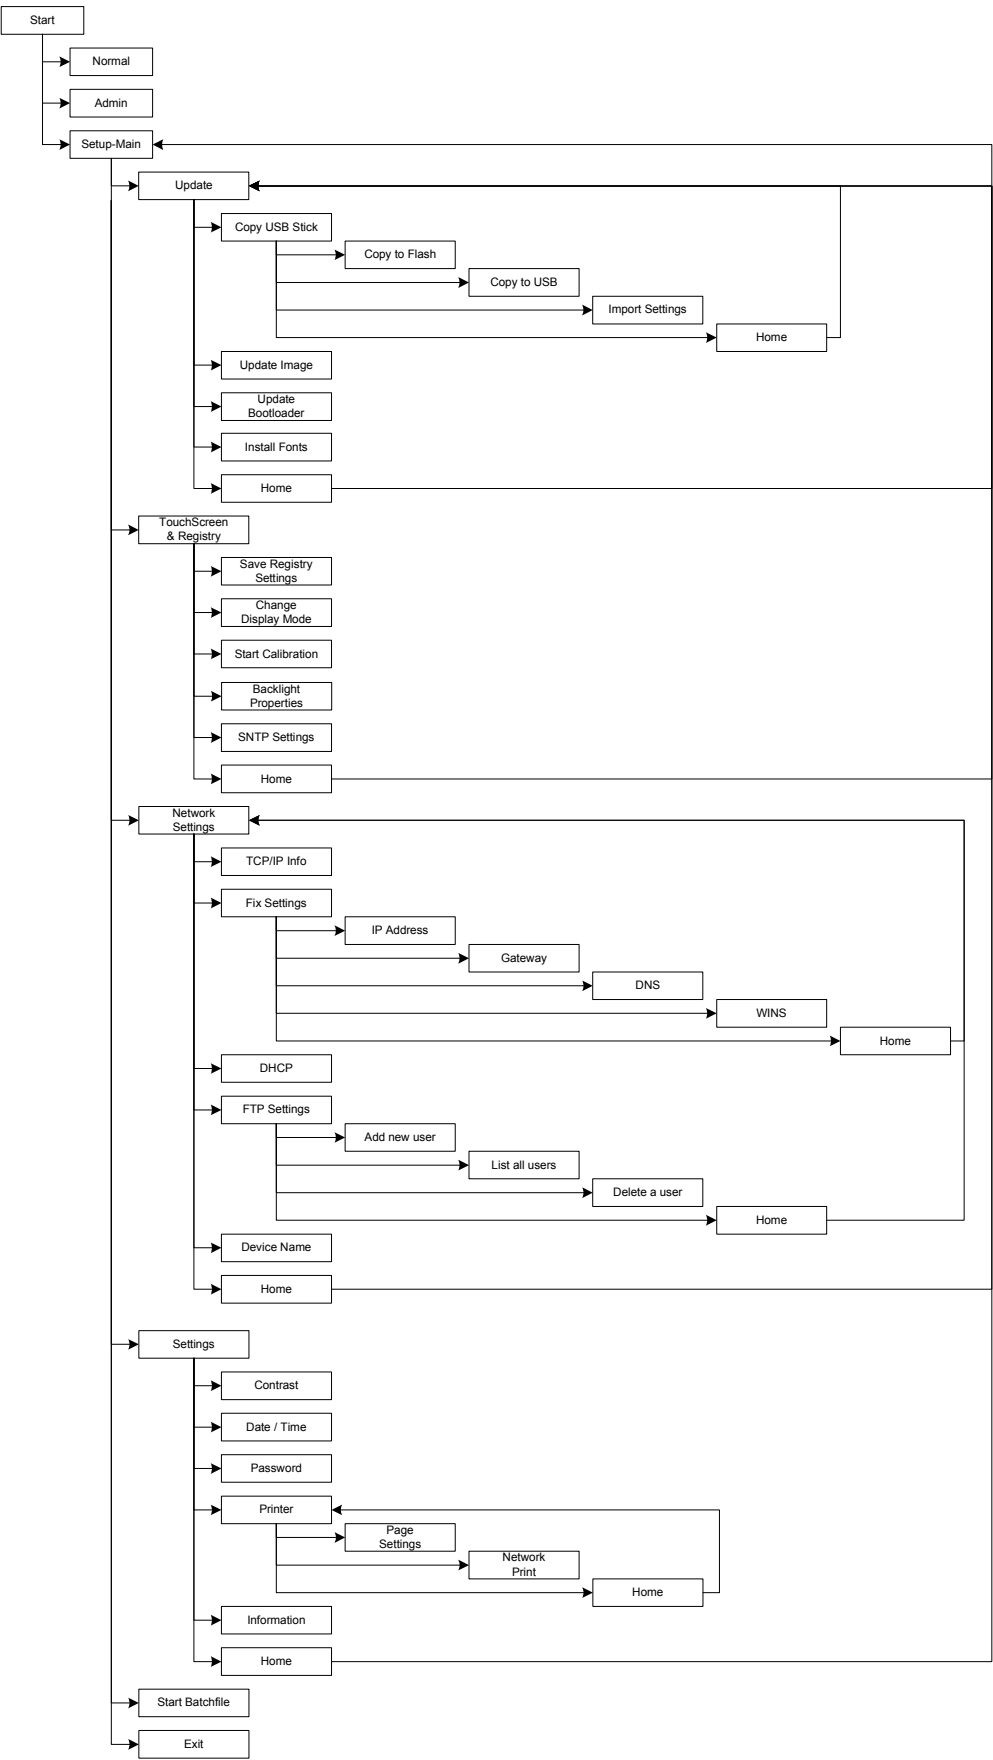 Start
Normal
Admin
Setup-Main
Update
Copy USB Stick
Copy to Flash
Copy to USB
Import Settings
Home
Update Image
Update
Bootloader
Install Fonts
Home
TouchScreen
& Registry
Save Registry
Settings
Change
Display Mode
Start Calibration
Backlight
Properties
SNTP Settings
Home
Network
Settings
TCP/IP Info
Fix Settings
IP Address
Gateway
DNS
WINS
Home
DHCP
FTP Settings
Add new user
List all users
Delete a user
Home
Device Name
Home
Settings
Contrast
Date / Time
Password
Printer
Page
Settings
Network
Print
Home
Information
Home
Start Batchfile
Exit